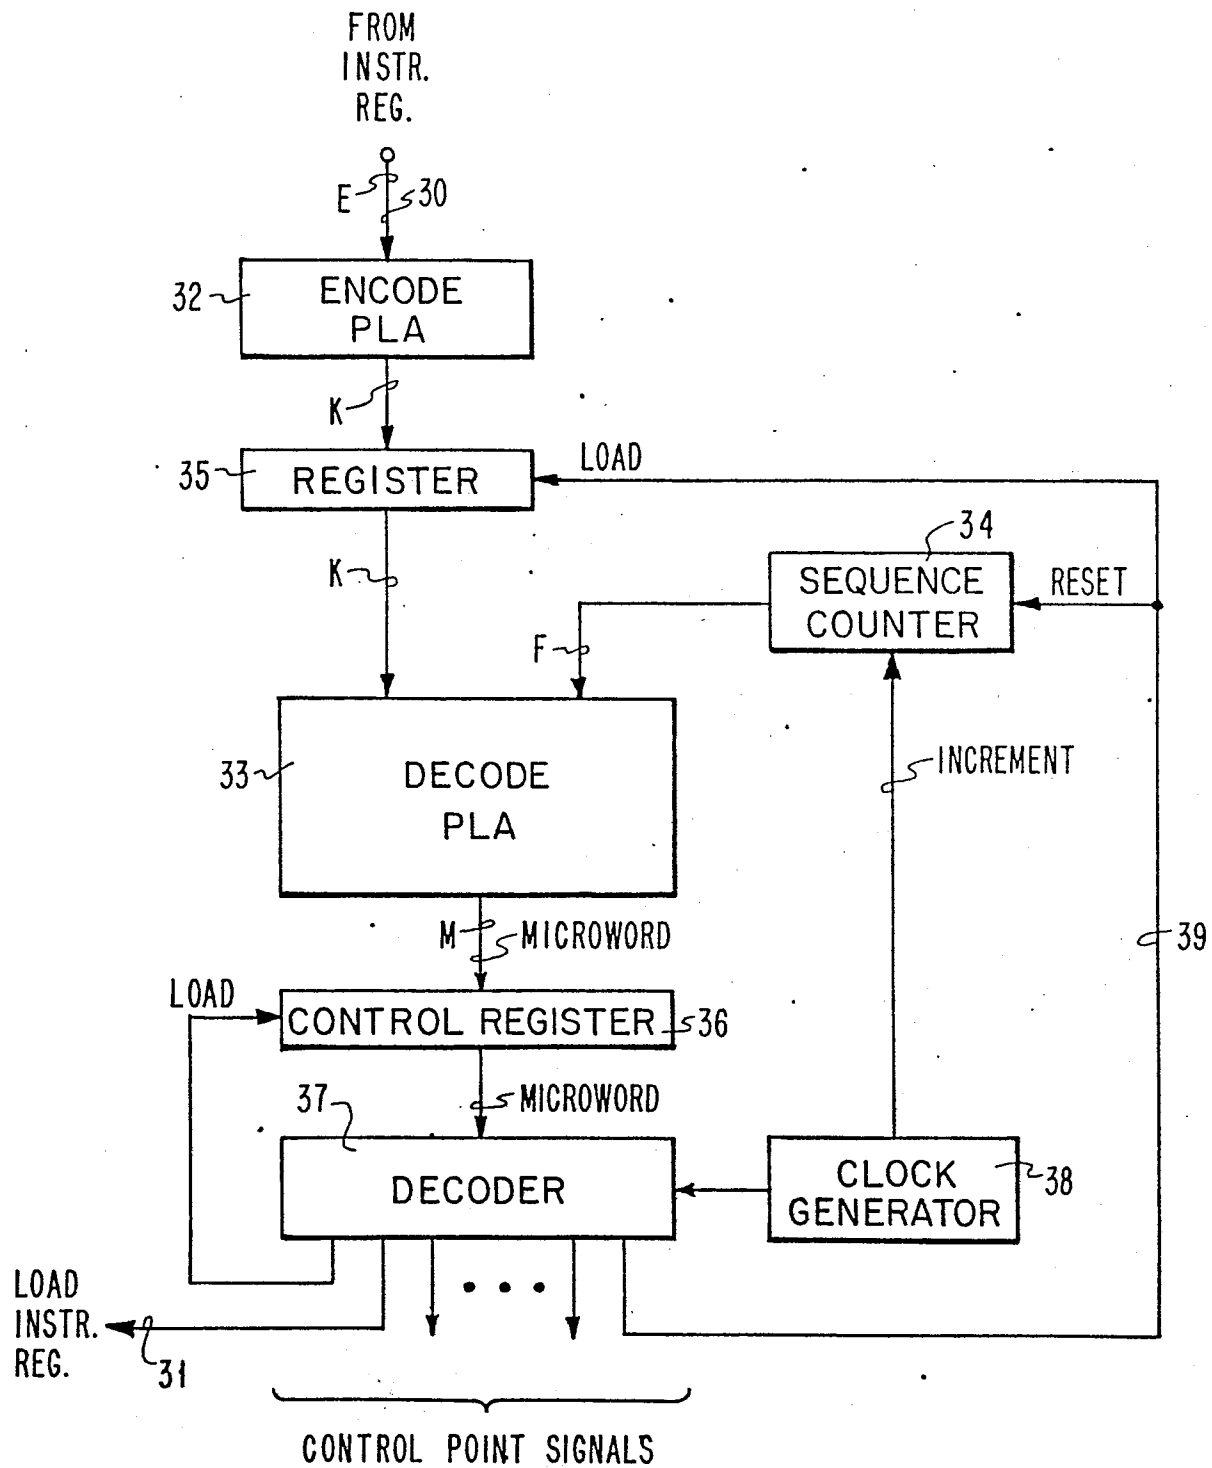 FROM
INSTR.
REG.
E
30
32
ENCODE
PLA
K
35
REGISTER
LOAD
34
K
SEQUENCE
COUNTER
RESET
F
33
DECODE
PLA
INCREMENT
M
MICROWORD
39
LOAD
CONTROL REGISTER
36
37
MICROWORD
DECODER
CLOCK
GENERATOR
38
LOAD
INSTR.
REG.
31
CONTROL POINT SIGNALS